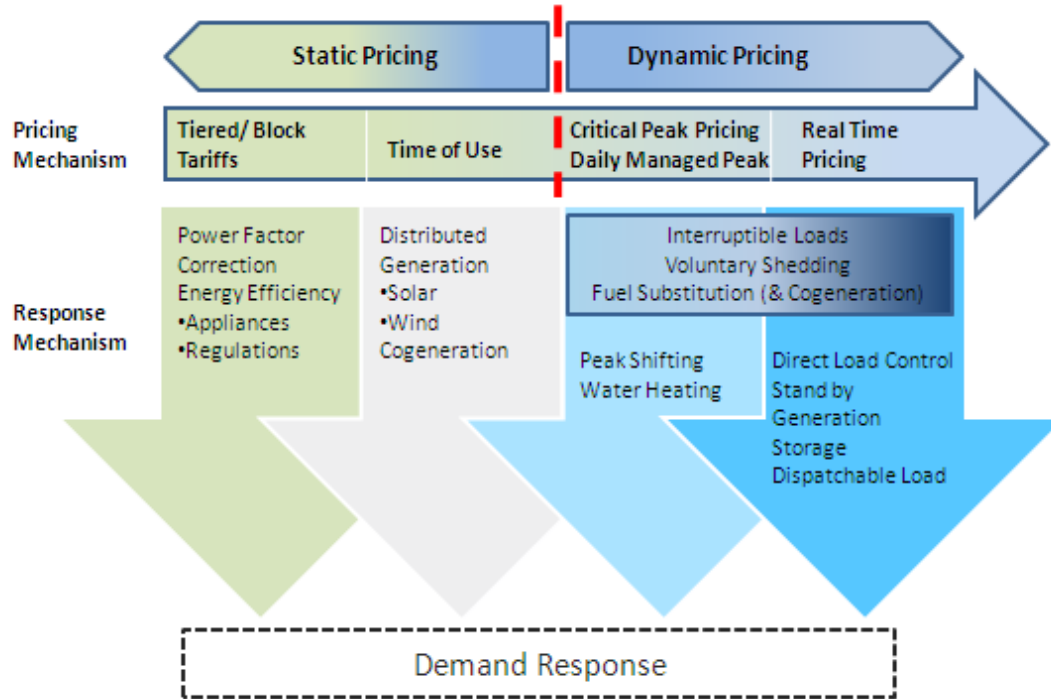 Static Pricing
Dynamic Pricing
Pricing
Mechanism
Tiered/ Block
Tariffs
Time of Use
Critical Peak Pricing
Daily Managed Peak
Real Time
Pricing
Response
Mechanism
Power Factor
Correction
Energy Efficiency
•Appliances
•Regulations
Distributed
Generation
•Solar
•Wind
Cogeneration
Interruptible Loads
Voluntary Shedding
Fuel Substitution (& Cogeneration)
Peak Shifting
Water Heating
Direct Load Control
Stand by
Generation
Storage
Dispatchable Load
Demand Response